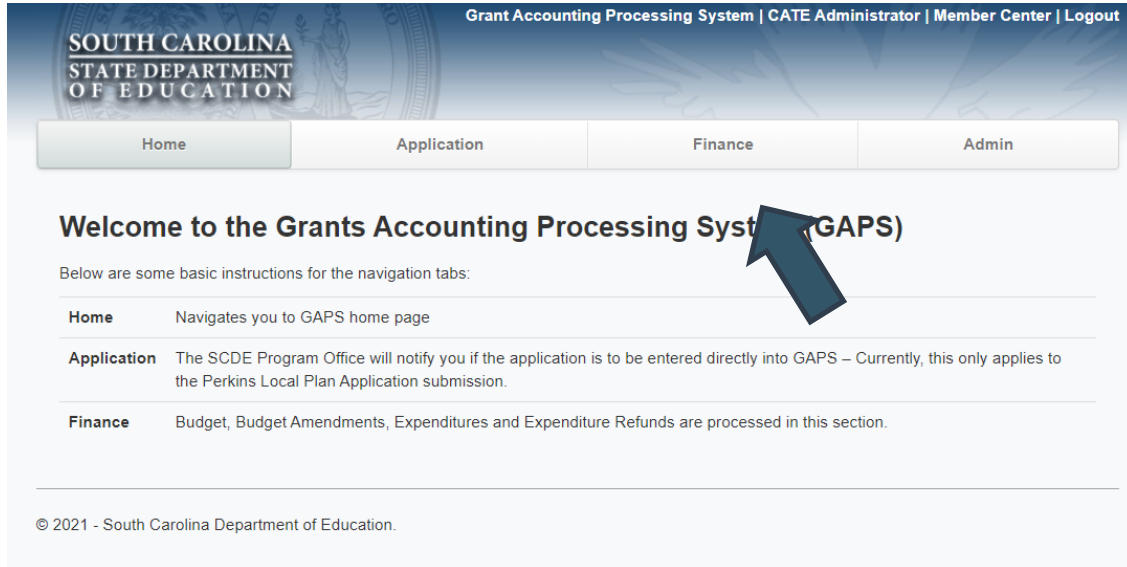 Grant Accounting Processing System | CATE Administrator | Member Center | Logout
SOUTH CAROLINA
STATE DEPARTMENT
OF EDUCATION
Home Application Finance Admin
Welcome to the Grants Accounting Processing System (GAPS)
Below are some basic instructions for the navigation tabs:
Home Navigates you to GAPS home page
Application The SCDE Program Office will notify you if the application is to be entered directly into GAPS – Currently, this only applies to
the Perkins Local Plan Application submission.
Finance Budget, Budget Amendments, Expenditures and Expenditure Refunds are processed in this section.
© 2021 - South Carolina Department of Education.